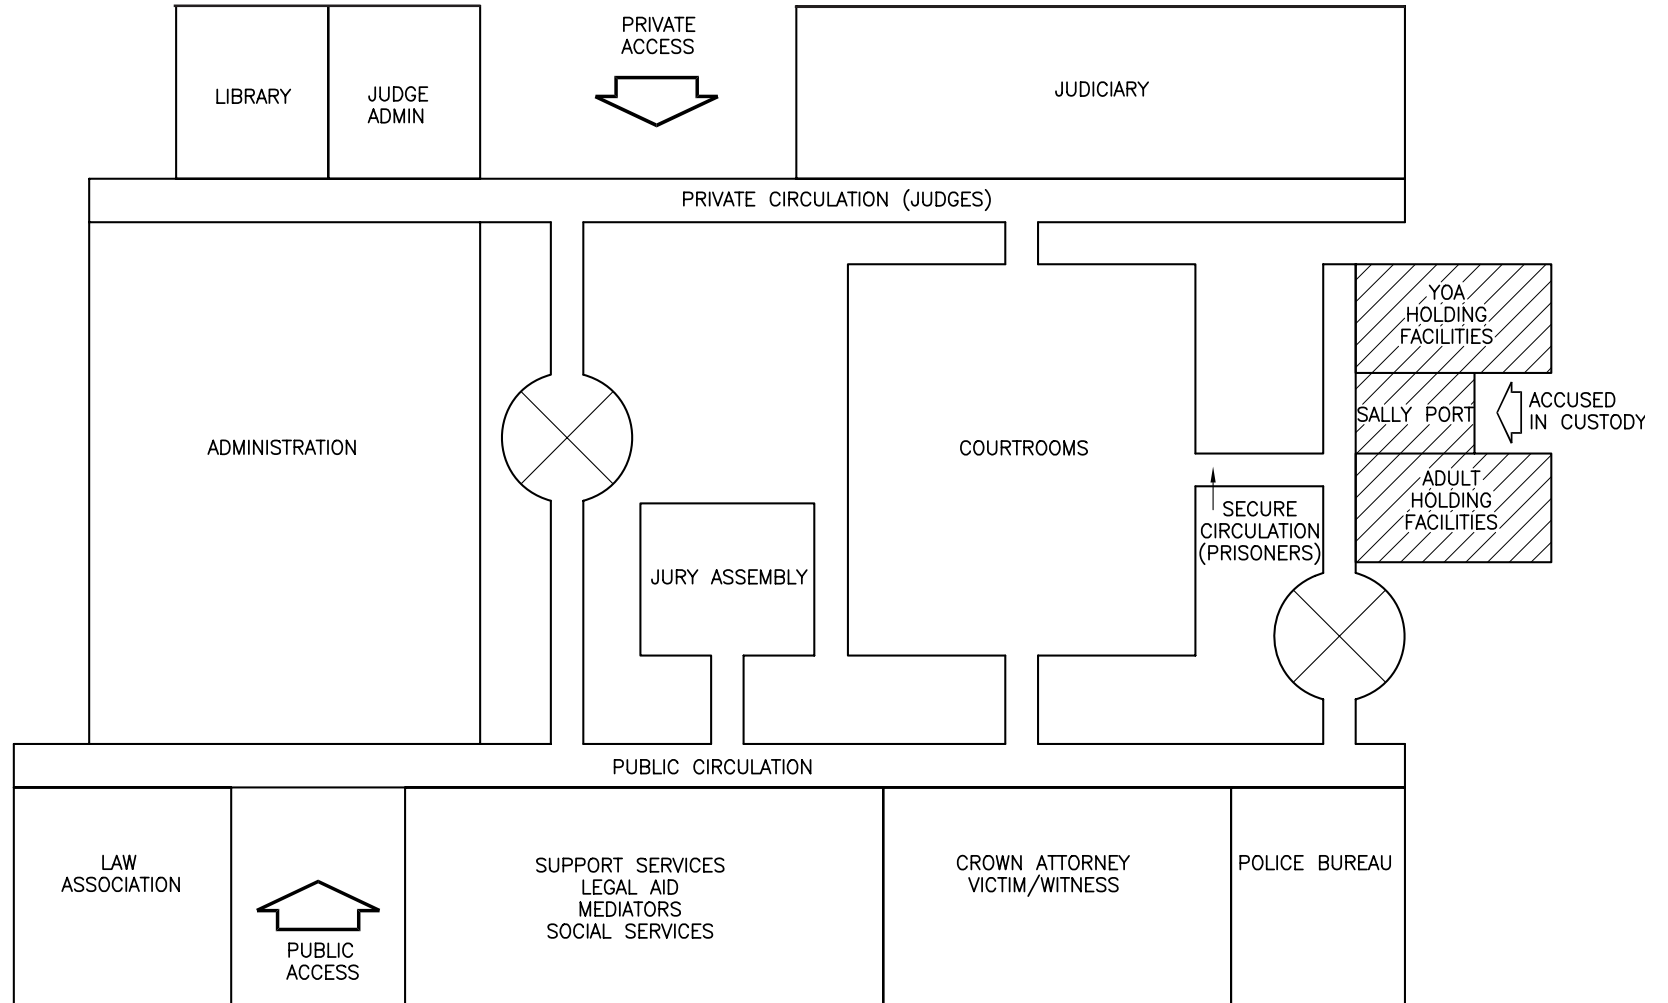 PRIVATE
ACCESS
LIBRARY
JUDGE
ADMIN
JUDICIARY
PRIVATE CIRCULATION (JUDGES)
YOA
HOLDING
FACILITIES
SALLY PORT
ACCUSED
IN CUSTODY
ADMINISTRATION
COURTROOMS
ADULT
HOLDING
FACILITIES
SECURE
CIRCULATION
(PRISONERS)
JURY ASSEMBLY
PUBLIC CIRCULATION
LAW
ASSOCIATION
SUPPORT SERVICES
LEGAL AID
MEDIATORS
SOCIAL SERVICES
CROWN ATTORNEY
VICTIM/WITNESS
POLICE BUREAU
PUBLIC
ACCESS